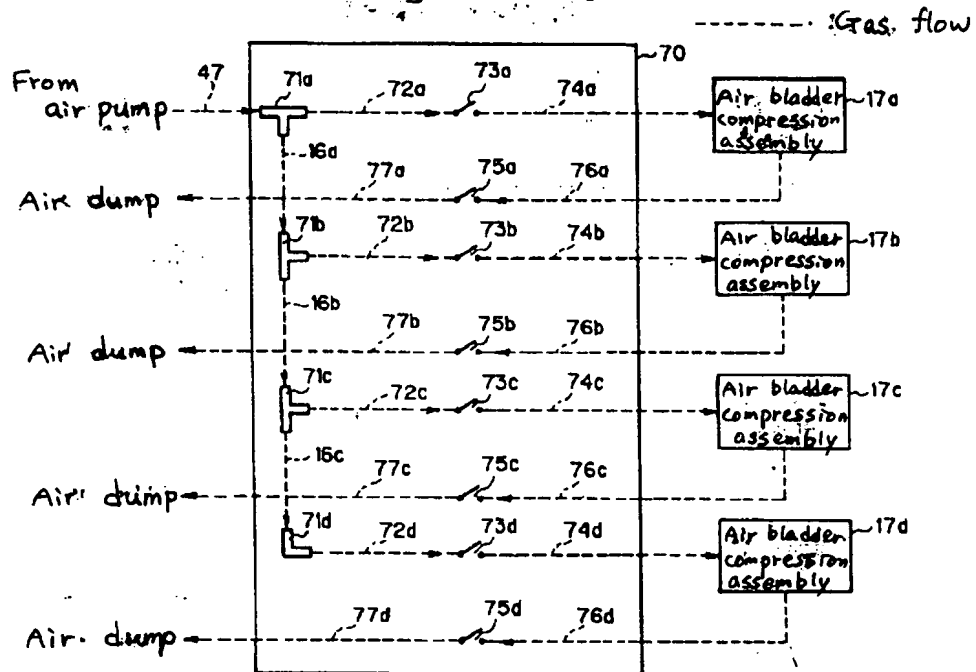 4
:Gas flow
70
From
air pump
47
71a
72a
73a
74a
Air bladder
compression
assembly
17a
16a
Air dump
77a
75a
76a
71b
72b
73b
74b
Air bladder
compression
assembly
17b
16b
Air dump
77b
75b
76b
71c
72c
73c
74c
Air bladder
compression
assembly
17c
16c
Air dump
77c
75c
76c
71d
72d
73d
74d
Air bladder
compression
assembly
17d
Air dump
77d
75d
76d